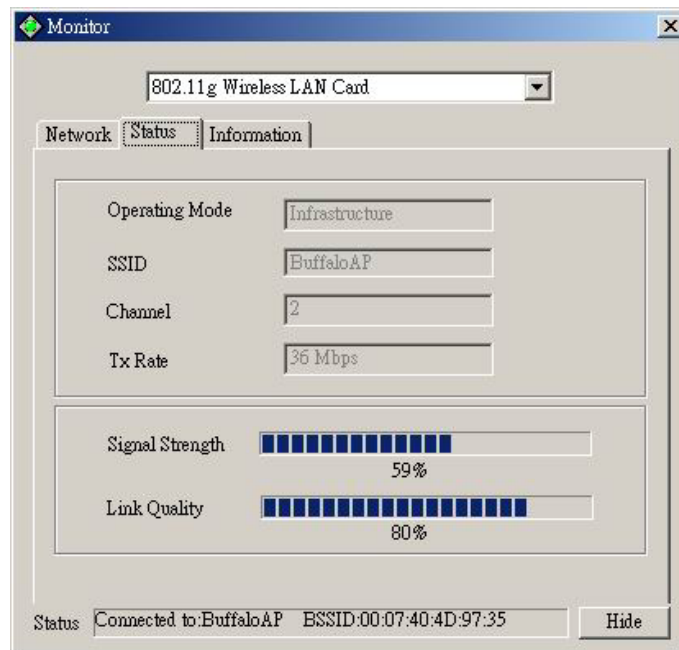 Monitor
802.11g Wireless LAN Card
Network Status Information
Operating Mode Infrastructure
SSID BuffaloAP
Channel 2
Tx Rate 36 Mbps
Signal Strength
59%
Link Quality
80%
Status Connected to:BuffaloAP BSSID:00:07:40:4D:97:35 Hide